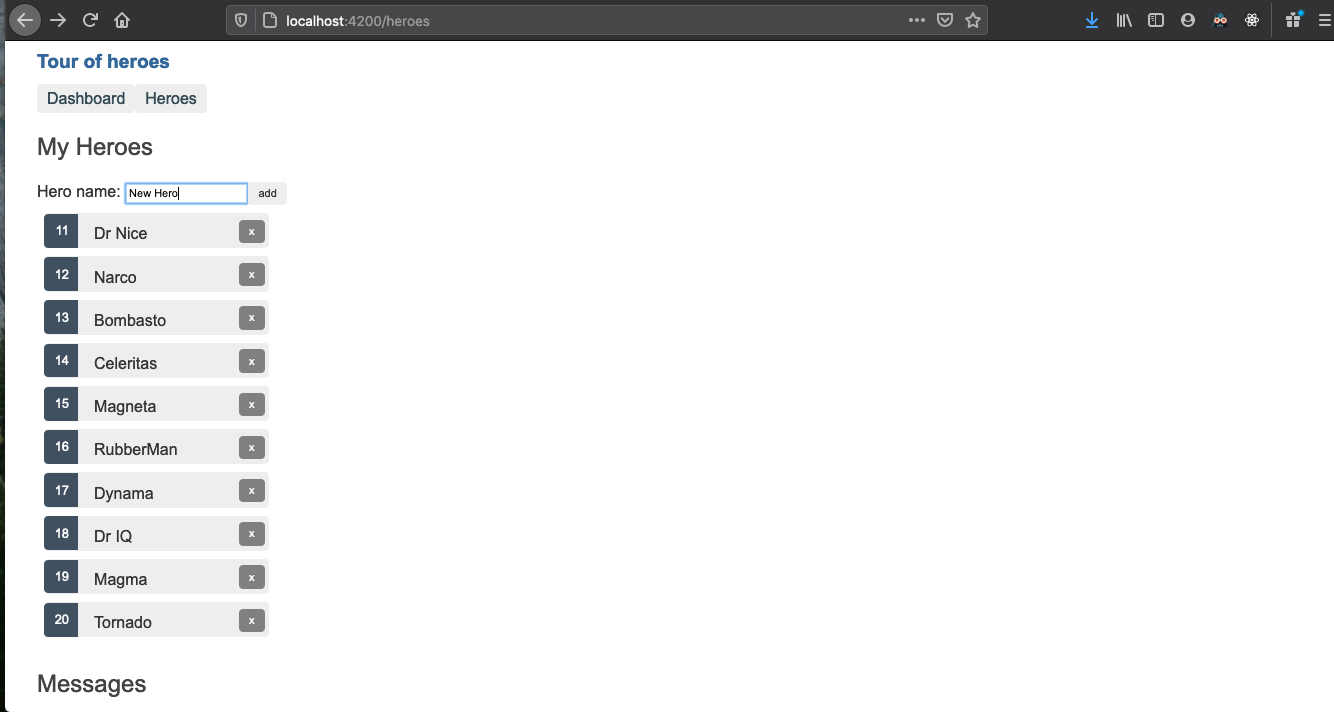 localhost:4200/heroes
Tour of heroes
Dashboard Heroes
My Heroes
Hero name: New Hero add
11 Dr Nice x
12 Narco x
13 Bombasto x
14 Celeritas x
15 Magneta x
16 RubberMan x
17 Dynama x
18 Dr IQ x
19 Magma x
20 Tornado x
Messages